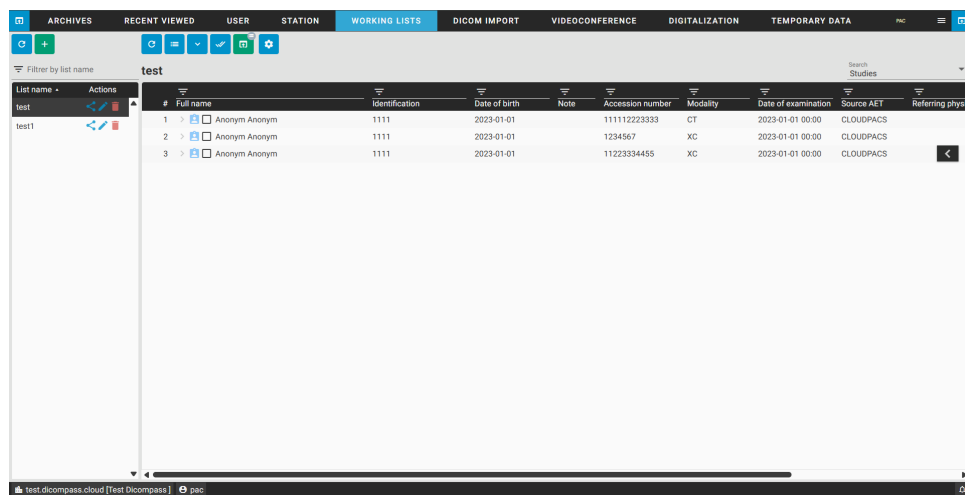 ARCHIVES RECENT VIEWED USER STATION WORKING LISTS DICOM IMPORT VIDEOCONFERENCE DIGITALIZATION TEMPORARY DATA PAC
Filtrer by list name
test
Search
Studies
List name Actions
test
test1
# Full name Identification Date of birth Note Accession number Modality Date of examination Source AET Referring phys
1 Anonym Anonym 1111 2023-01-01 111112223333 CT 2023-01-01 00:00 CLOUDPACS
2 Anonym Anonym 1111 2023-01-01 1234567 XC 2023-01-01 00:00 CLOUDPACS
3 Anonym Anonym 1111 2023-01-01 11223334455 XC 2023-01-01 00:00 CLOUDPACS
test.dicompass.cloud [Test Dicompass ] pac